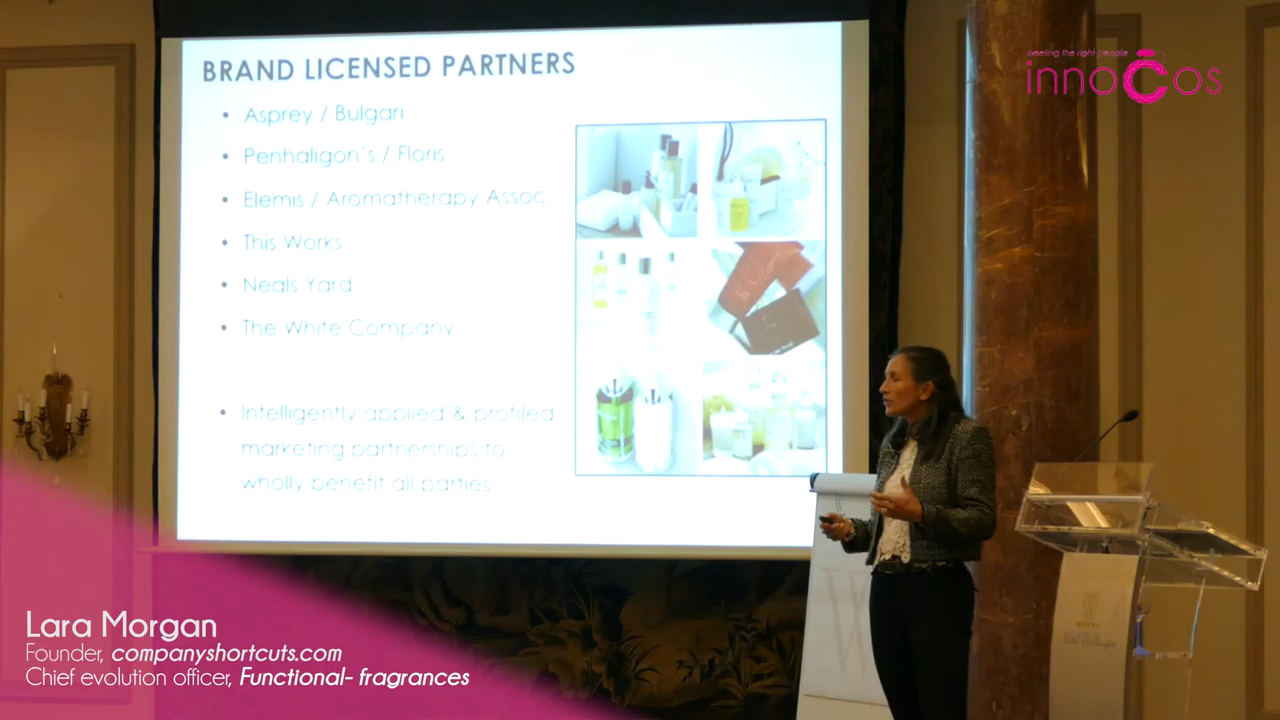 BRAND LICENSED PARTNERS
• Asprey / Bulgari
• Penhaligon's / Floris
• Elemis / Aromatherapy Assoc.
• This Works
• Neals Yard
• The White Company
• Intelligently applied & profiled
marketing partnerships to
wholly benefit all parties
meeting the right people
innocos
Lara Morgan
Founder, companyshortcuts.com
Chief evolution officer, Functional- fragrances
W
Hotel Wellington